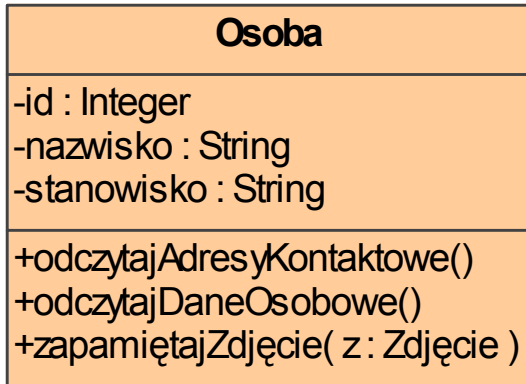 Osoba
-id : Integer
-nazwisko : String
-stanowisko : String
+odczytajAdresyKontaktowe()
+odczytajDaneOsobowe()
+zapamiętajZdjęcie( z : Zdjęcie )